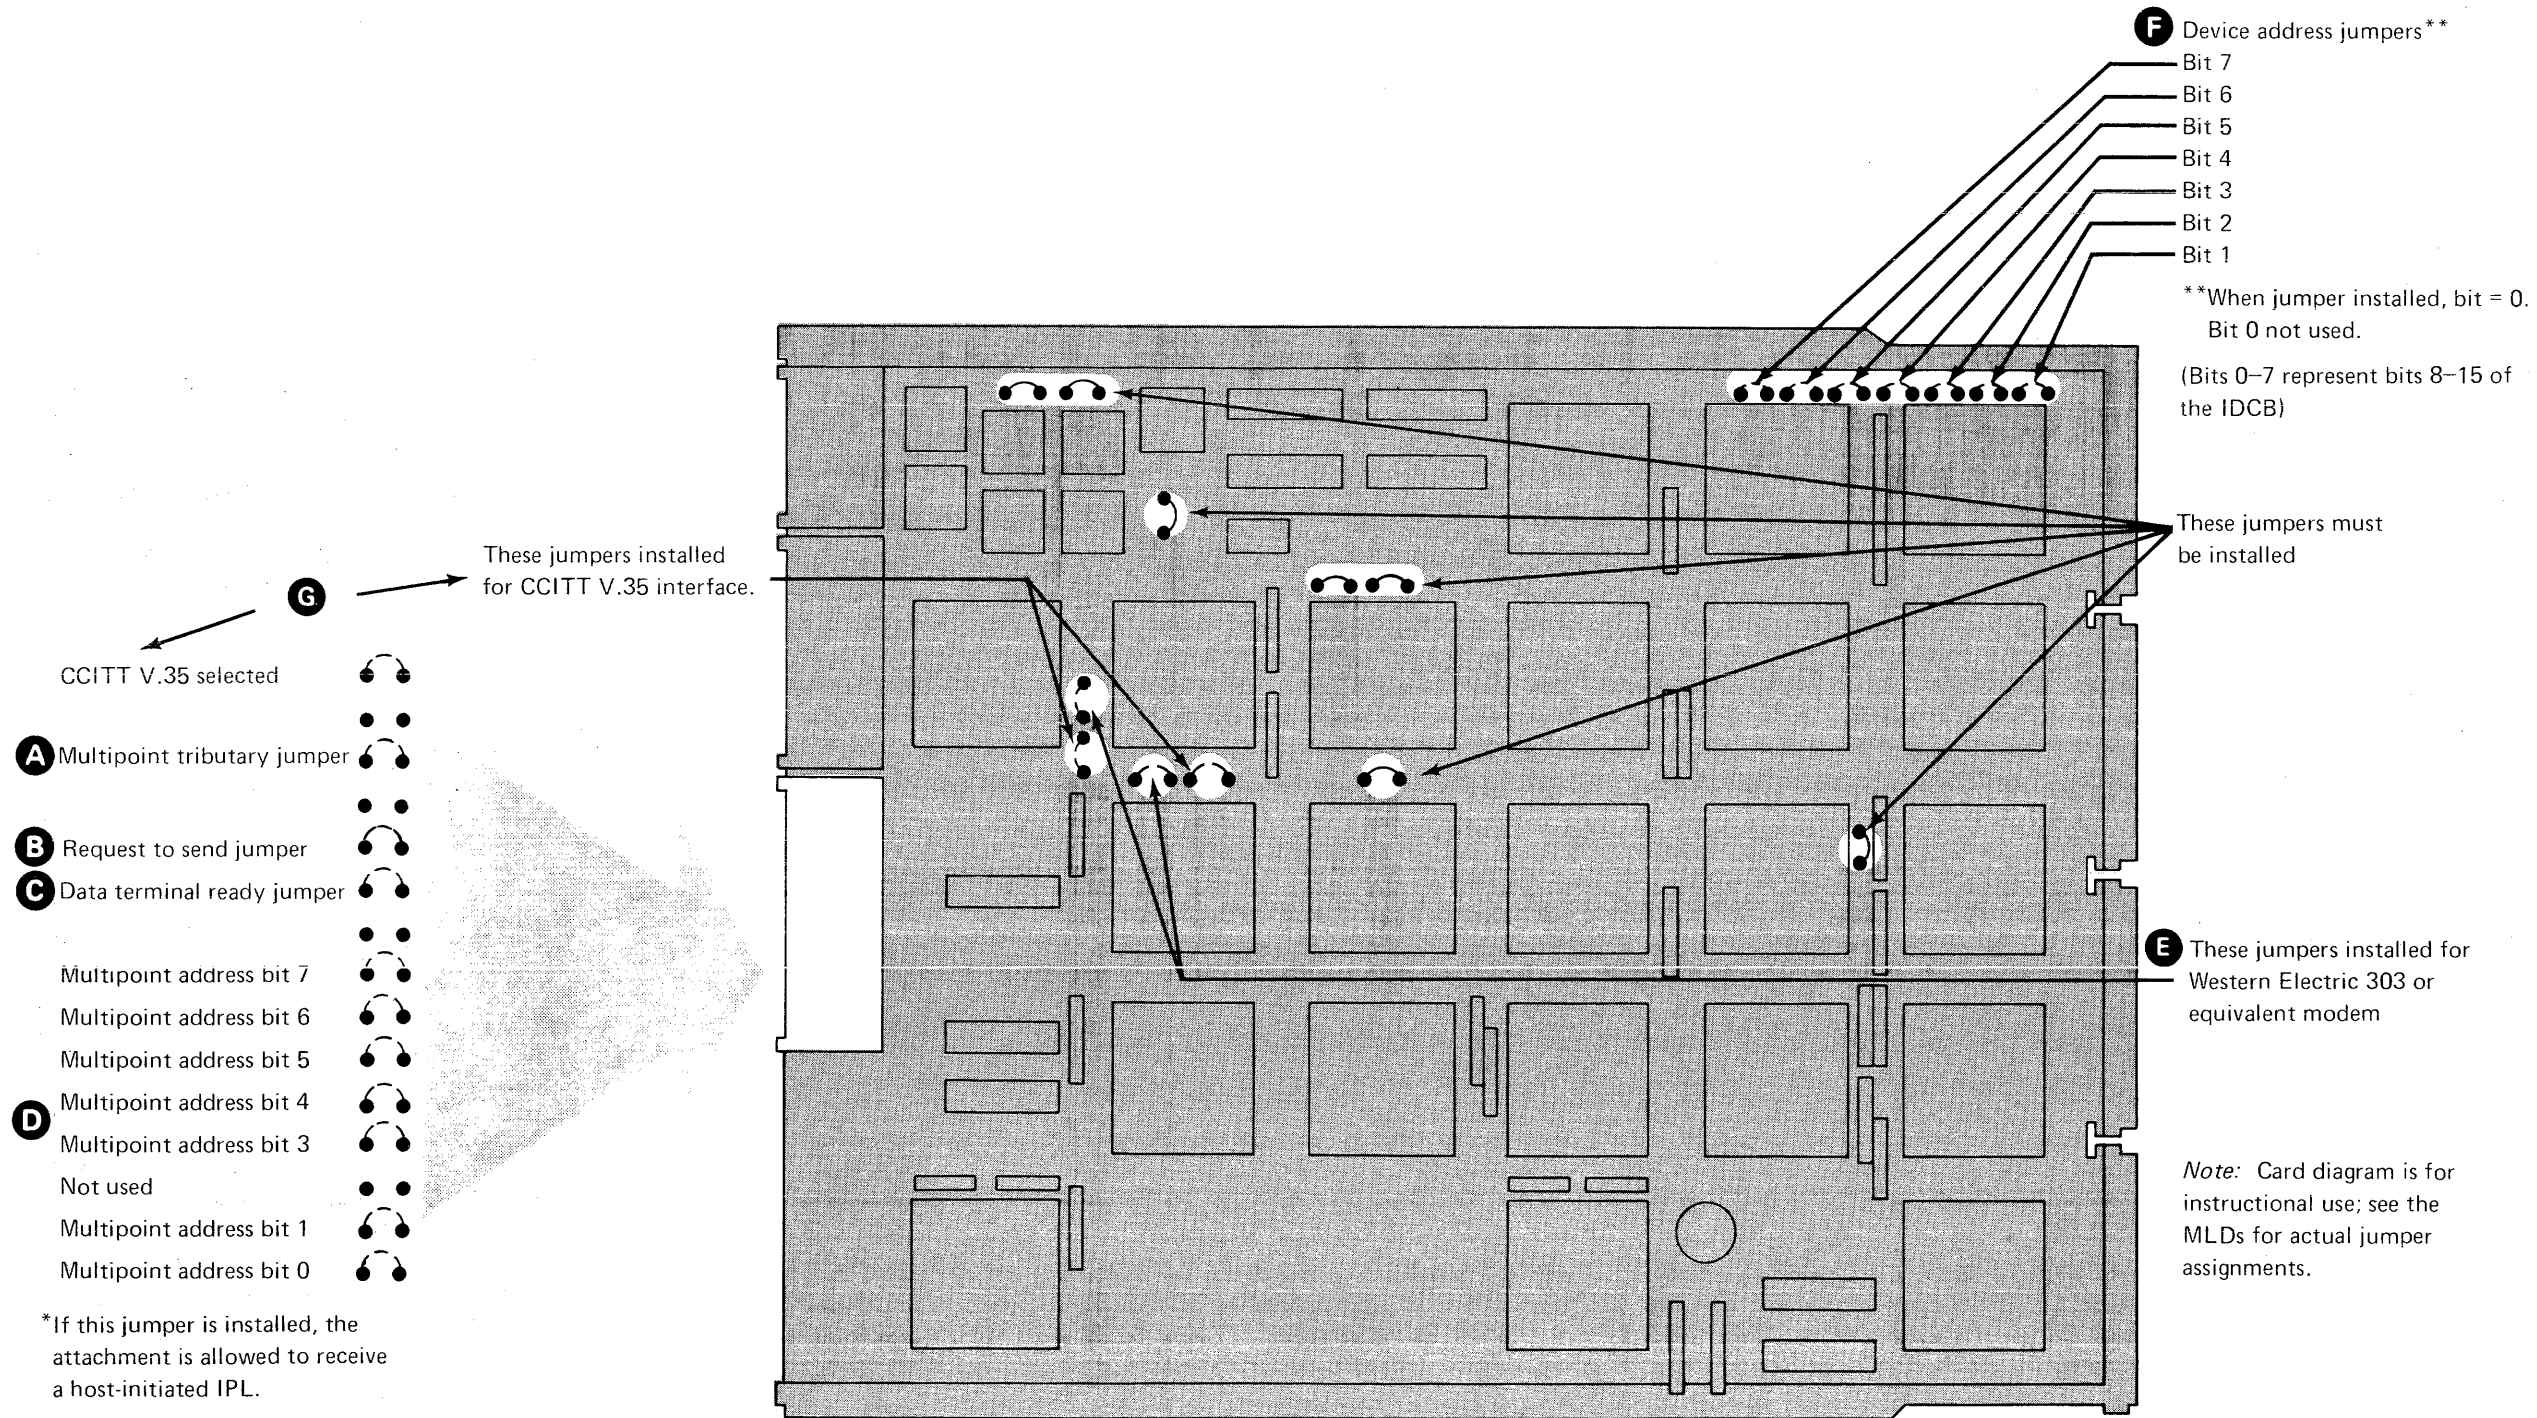 F Device address jumpers**
Bit 7
Bit 6
Bit 5
Bit 4
Bit 3
Bit 2
Bit 1
**When jumper installed, bit = 0.
Bit 0 not used.
(Bits 0–7 represent bits 8–15 of
the IDCB)
These jumpers must
be installed
These jumpers installed
for CCITT V.35 interface.
G
CCITT V.35 selected
A Multipoint tributary jumper
B Request to send jumper
C Data terminal ready jumper
Multipoint address bit 7
Multipoint address bit 6
Multipoint address bit 5
Multipoint address bit 4
D
Multipoint address bit 3
Not used
Multipoint address bit 1
Multipoint address bit 0
*If this jumper is installed, the
attachment is allowed to receive
a host-initiated IPL.
E These jumpers installed for
Western Electric 303 or
equivalent modem
Note: Card diagram is for
instructional use; see the
MLDs for actual jumper
assignments.